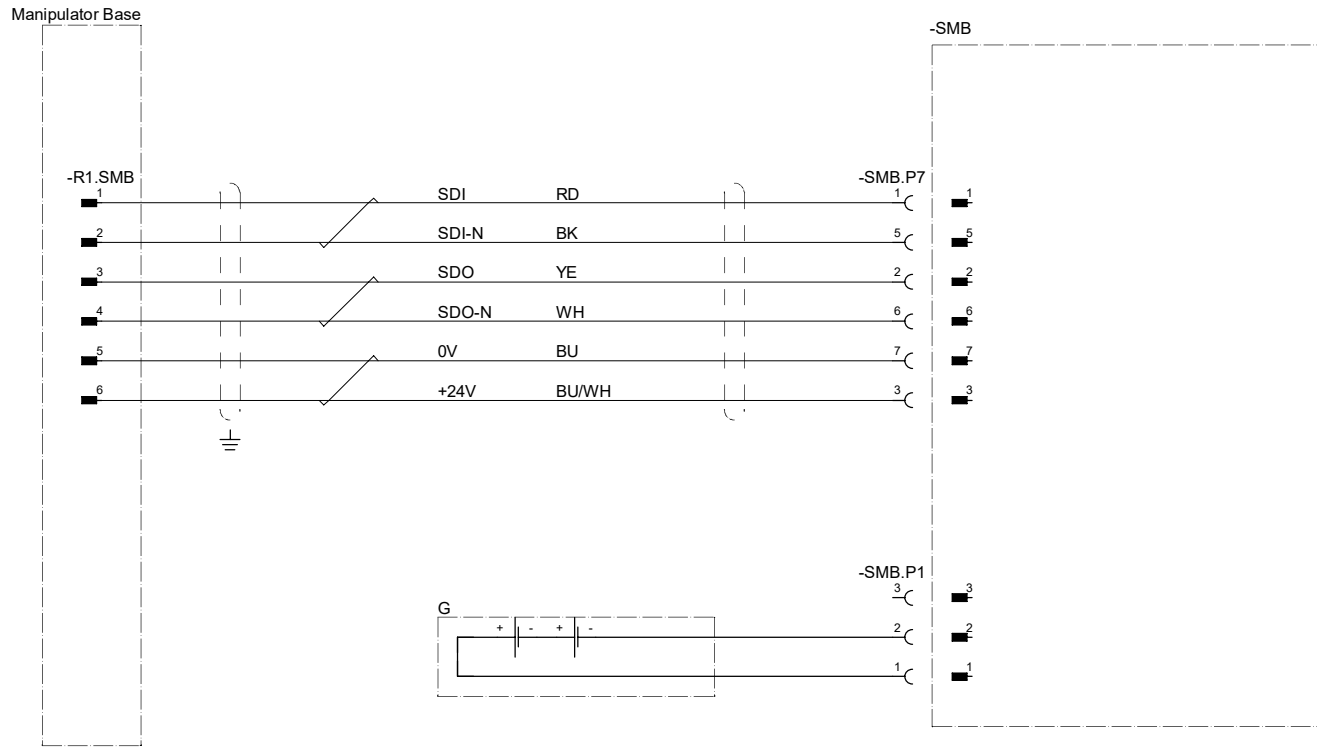 Manipulator Base
-SMB
-R1.SMB
-SMB.P7
1 SDI RD 1 1
2 SDI-N BK 5 5
3 SDO YE 2 2
4 SDO-N WH 6 6
5 0V BU 7 7
6 +24V BU/WH 3 3
-SMB.P1
3 3
G
+ - + - 2 2
1 1